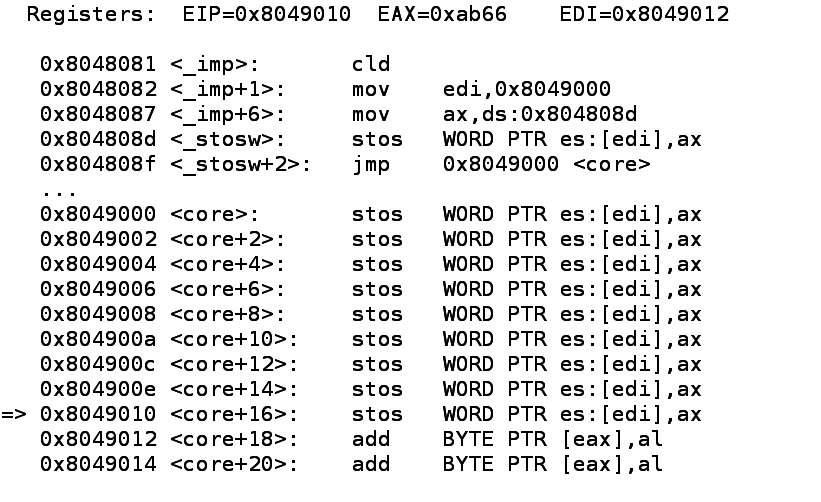 Registers: EIP=0x8049010 EAX=0xab66 EDI=0x8049012
0x8048081 <_imp>: cld
0x8048082 <_imp+1>: mov edi,0x8049000
0x8048087 <_imp+6>: mov ax,ds:0x804808d
0x804808d <_stosw>: stos WORD PTR es:[edi],ax
0x804808f <_stosw+2>: jmp 0x8049000 <core>
...
0x8049000 <core>: stos WORD PTR es:[edi],ax
0x8049002 <core+2>: stos WORD PTR es:[edi],ax
0x8049004 <core+4>: stos WORD PTR es:[edi],ax
0x8049006 <core+6>: stos WORD PTR es:[edi],ax
0x8049008 <core+8>: stos WORD PTR es:[edi],ax
0x804900a <core+10>: stos WORD PTR es:[edi],ax
0x804900c <core+12>: stos WORD PTR es:[edi],ax
0x804900e <core+14>: stos WORD PTR es:[edi],ax
=> 0x8049010 <core+16>: stos WORD PTR es:[edi],ax
0x8049012 <core+18>: add BYTE PTR [eax],al
0x8049014 <core+20>: add BYTE PTR [eax],al